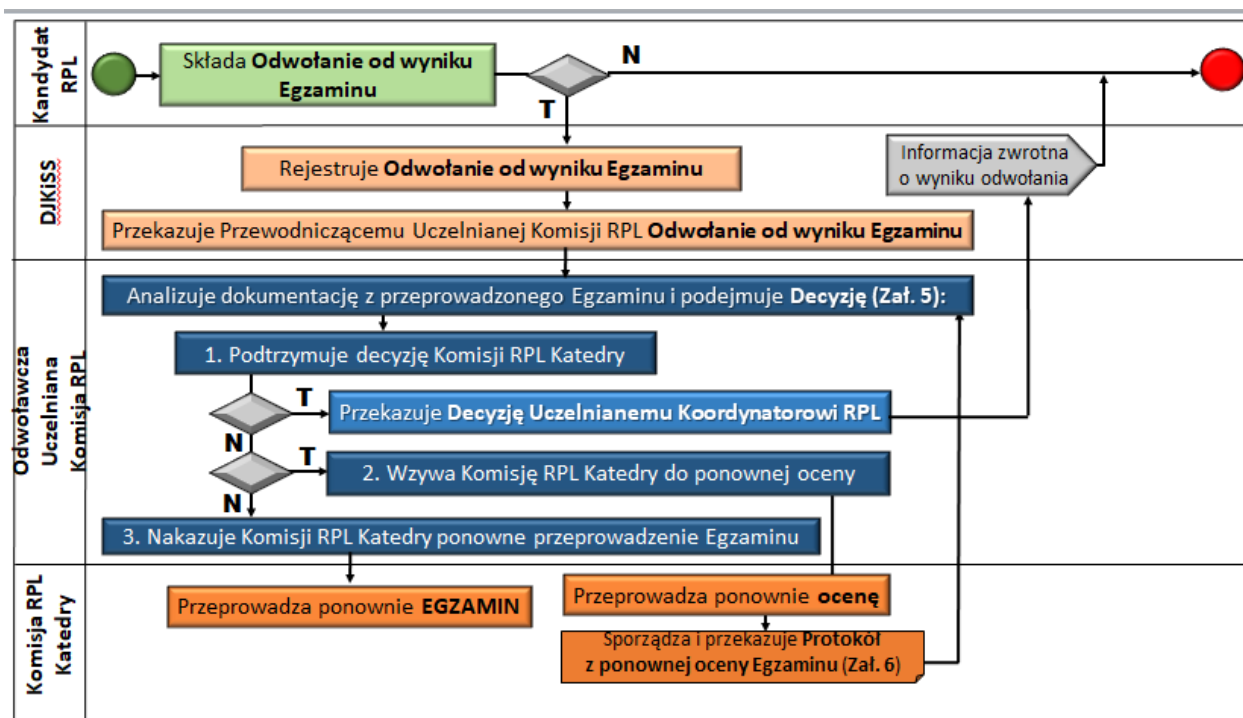 Kandydat
RPL
Składa Odwołanie od wyniku
Egzaminu
N
T
DJKiSS
Rejestruje Odwołanie od wyniku Egzaminu
Informacja zwrotna
o wyniku odwołania
Przekazuje Przewodniczącemu Uczelnianej Komisji RPL Odwołanie od wyniku Egzaminu
Odwoławcza
Uczelniana
Komisja RPL
Analizuje dokumentację z przeprowadzonego Egzaminu i podejmuje Decyzję (Zał. 5):
1. Podtrzymuje decyzję Komisji RPL Katedry
T
Przekazuje Decyzję Uczelnianemu Koordynatorowi RPL
N
T
2. Wzywa Komisję RPL Katedry do ponownej oceny
N
3. Nakazuje Komisji RPL Katedry ponowne przeprowadzenie Egzaminu
Komisja RPL
Katedry
Przeprowadza ponownie EGZAMIN
Przeprowadza ponownie ocenę
Sporządza i przekazuje Protokół
z ponownej oceny Egzaminu (Zał. 6)